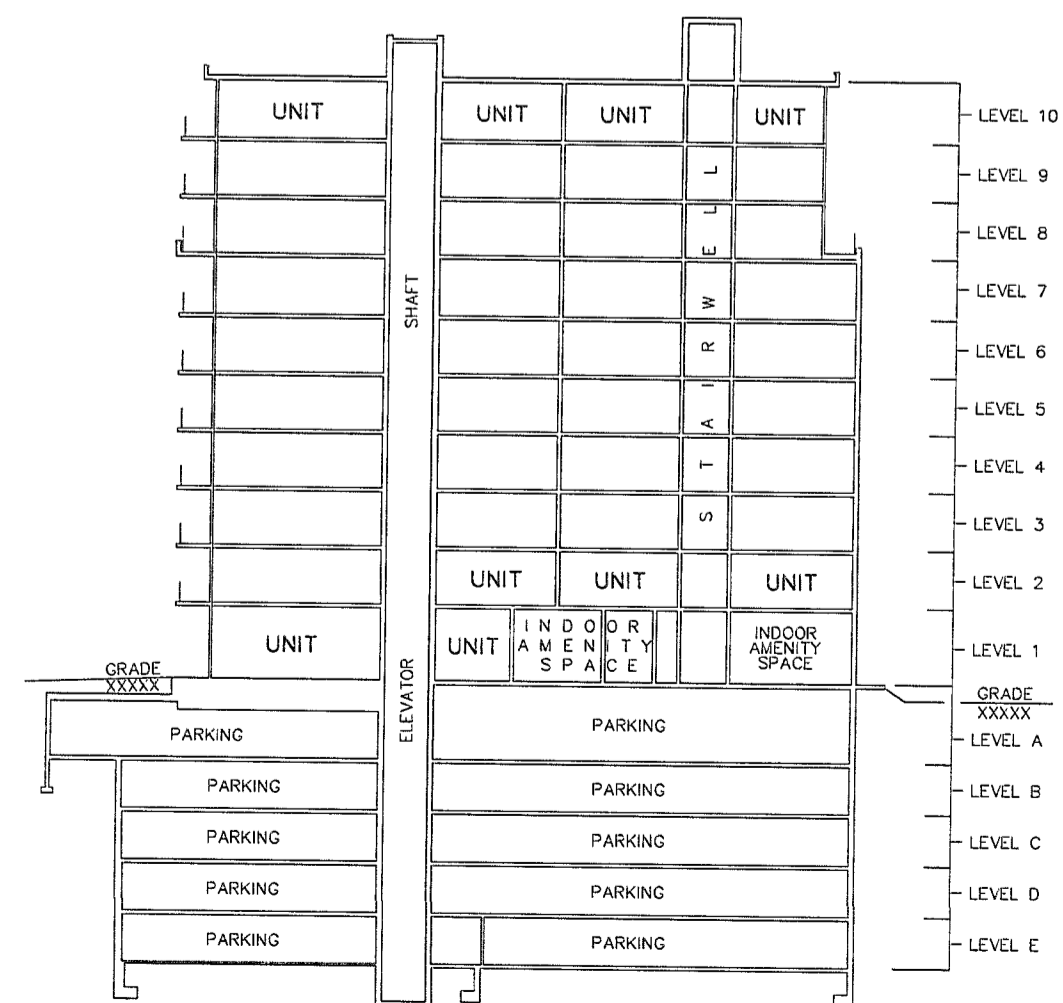 UNIT UNIT UNIT UNIT LEVEL 10
LEVEL 9
LEVEL 8
LEVEL 7
LEVEL 6
LEVEL 5
LEVEL 4
LEVEL 3
SHAFT
STAIRWELL
UNIT UNIT UNIT LEVEL 2
UNIT UNIT LEVEL 1
INDOOR
AMENITY
SPACE
INDOOR
AMENITY
SPACE
ELEVATOR
GRADE
XXXXX
GRADE
XXXXX
PARKING PARKING LEVEL A
PARKING PARKING LEVEL B
PARKING PARKING LEVEL C
PARKING PARKING LEVEL D
PARKING PARKING LEVEL E